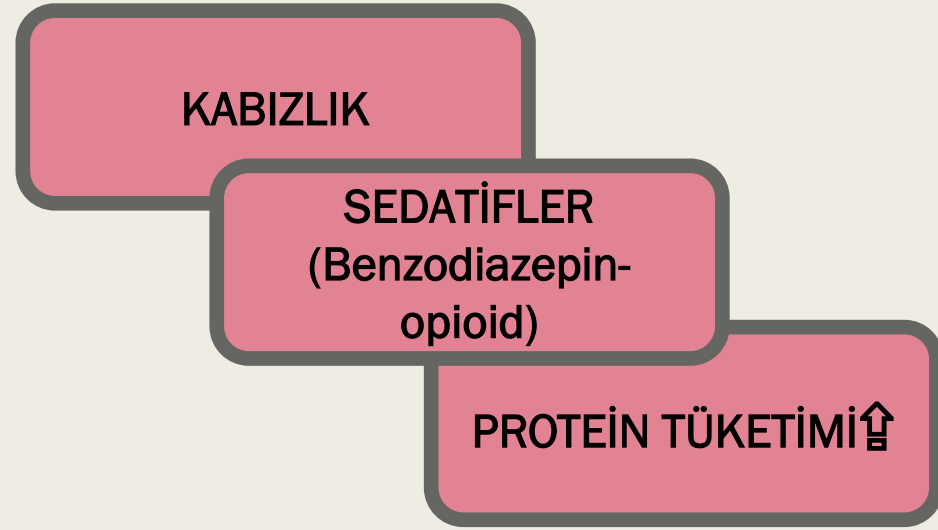 KABIZLIK
SEDATİFLER
(Benzodiazepin-
opioid)
PROTEİN TÜKETİMİ⇪